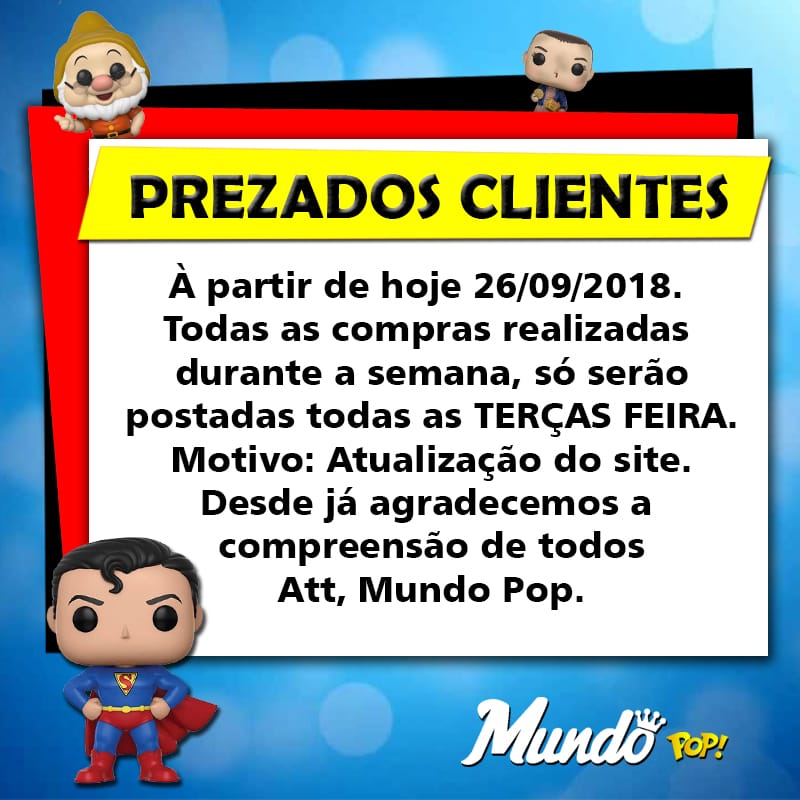 PREZADOS CLIENTES
À partir de hoje 26/09/2018.
Todas as compras realizadas
durante a semana, só serão
postadas todas as TERÇAS FEIRA.
Motivo: Atualização do site.
Desde já agradecemos a
compreensão de todos
Att, Mundo Pop.
S
Mundo POP!